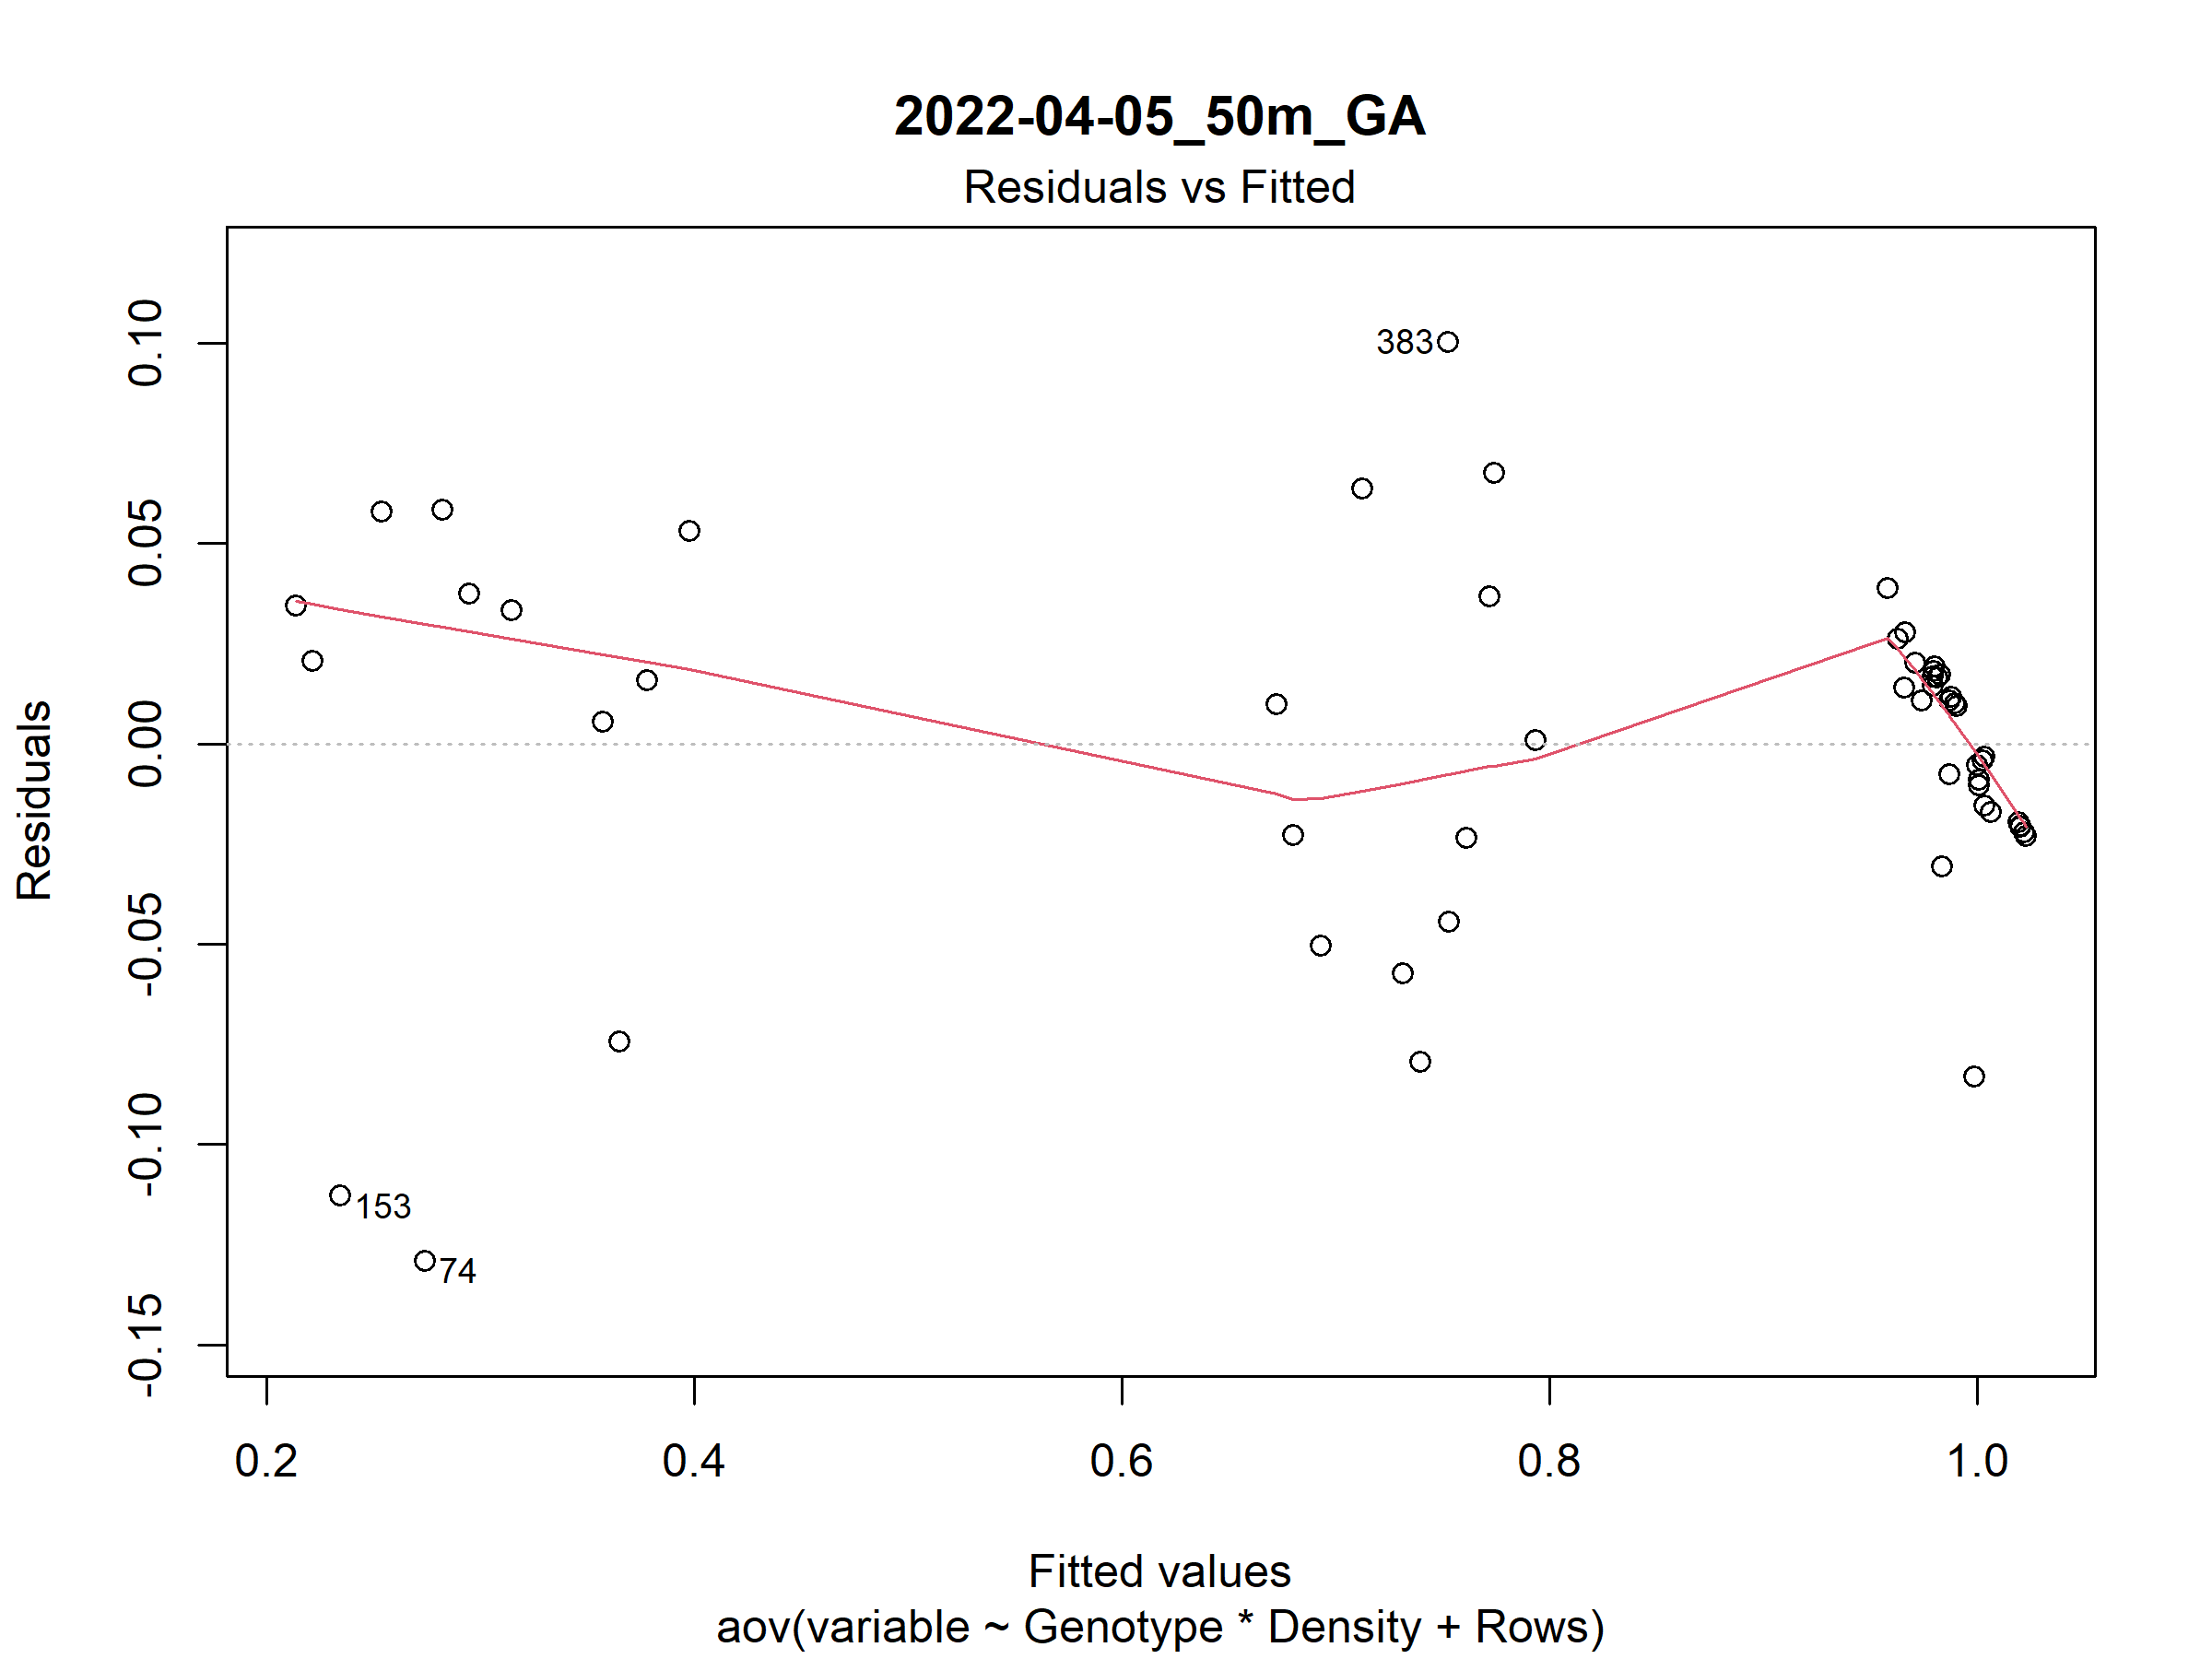 2022-04-05_50m_GA
Residuals vs Fitted
Residuals
0.10
0.05
0.00
-0.05
-0.10
-0.15
383
153
74
0.2 0.4 0.6 0.8 1.0
Fitted values
aov(variable ~ Genotype * Density + Rows)